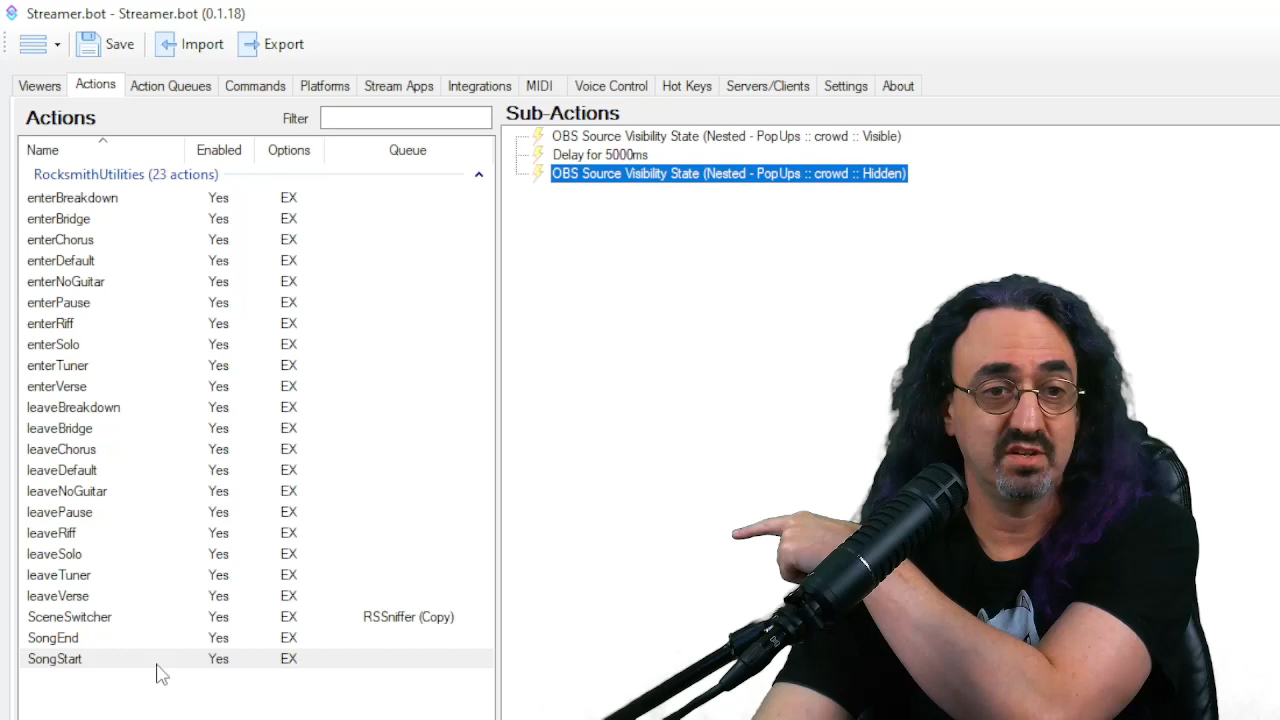 Streamer.bot - Streamer.bot (0.1.18)
Save Import Export
Viewers Actions Action Queues Commands Platforms Stream Apps Integrations MIDI Voice Control Hot Keys Servers/Clients Settings About
Actions Filter
Name Enabled Options Queue
RocksmithUtilities (23 actions)
enterBreakdown Yes EX
enterBridge Yes EX
enterChorus Yes EX
enterDefault Yes EX
enterNoGuitar Yes EX
enterPause Yes EX
enterRiff Yes EX
enterSolo Yes EX
enterTuner Yes EX
enterVerse Yes EX
leaveBreakdown Yes EX
leaveBridge Yes EX
leaveChorus Yes EX
leaveDefault Yes EX
leaveNoGuitar Yes EX
leavePause Yes EX
leaveRiff Yes EX
leaveSolo Yes EX
leaveTuner Yes EX
leaveVerse Yes EX
SceneSwitcher Yes EX RSSniffer (Copy)
SongEnd Yes EX
SongStart Yes EX
Sub-Actions
OBS Source Visibility State (Nested - PopUps :: crowd :: Visible)
Delay for 5000ms
OBS Source Visibility State (Nested - PopUps :: crowd :: Hidden)